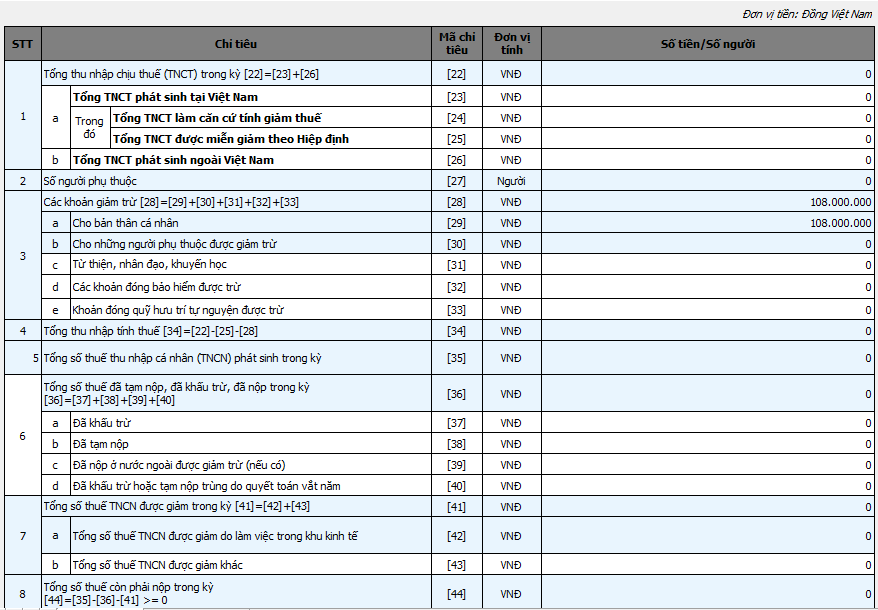 Đơn vị tiền: Đồng Việt Nam
STT Chỉ tiêu Mã chỉ tiêu Đơn vị tính Số tiền/Số người
1 Tổng thu nhập chịu thuế (TNCT) trong kỳ [22]=[23]+[26] [22] VNĐ 0
a Tổng TNCT phát sinh tại Việt Nam [23] VNĐ 0
Trong đó Tổng TNCT làm căn cứ tính giảm thuế [24] VNĐ 0
Tổng TNCT được miễn giảm theo Hiệp định [25] VNĐ 0
b Tổng TNCT phát sinh ngoài Việt Nam [26] VNĐ 0
2 Số người phụ thuộc [27] Người 0
3 Các khoản giảm trừ [28]=[29]+[30]+[31]+[32]+[33] [28] VNĐ 108.000.000
a Cho bản thân cá nhân [29] VNĐ 108.000.000
b Cho những người phụ thuộc được giảm trừ [30] VNĐ 0
c Từ thiện, nhân đạo, khuyến học [31] VNĐ 0
d Các khoản đóng bảo hiểm được trừ [32] VNĐ 0
e Khoản đóng quỹ hưu trí tự nguyện được trừ [33] VNĐ 0
4 Tổng thu nhập tính thuế [34]=[22]-[25]-[28] [34] VNĐ 0
5 Tổng số thuế thu nhập cá nhân (TNCN) phát sinh trong kỳ [35] VNĐ 0
6 Tổng số thuế đã tạm nộp, đã khấu trừ, đã nộp trong kỳ
[36]=[37]+[38]+[39]+[40] [36] VNĐ 0
a Đã khấu trừ [37] VNĐ 0
b Đã tạm nộp [38] VNĐ 0
c Đã nộp ở nước ngoài được giảm trừ (nếu có) [39] VNĐ 0
d Đã khấu trừ hoặc tạm nộp trùng do quyết toán vắt năm [40] VNĐ 0
7 Tổng số thuế TNCN được giảm trong kỳ [41]=[42]+[43] [41] VNĐ 0
a Tổng số thuế TNCN được giảm do làm việc trong khu kinh tế [42] VNĐ 0
b Tổng số thuế TNCN được giảm khác [43] VNĐ 0
8 Tổng số thuế còn phải nộp trong kỳ
[44]=[35]-[36]-[41] >= 0 [44] VNĐ 0